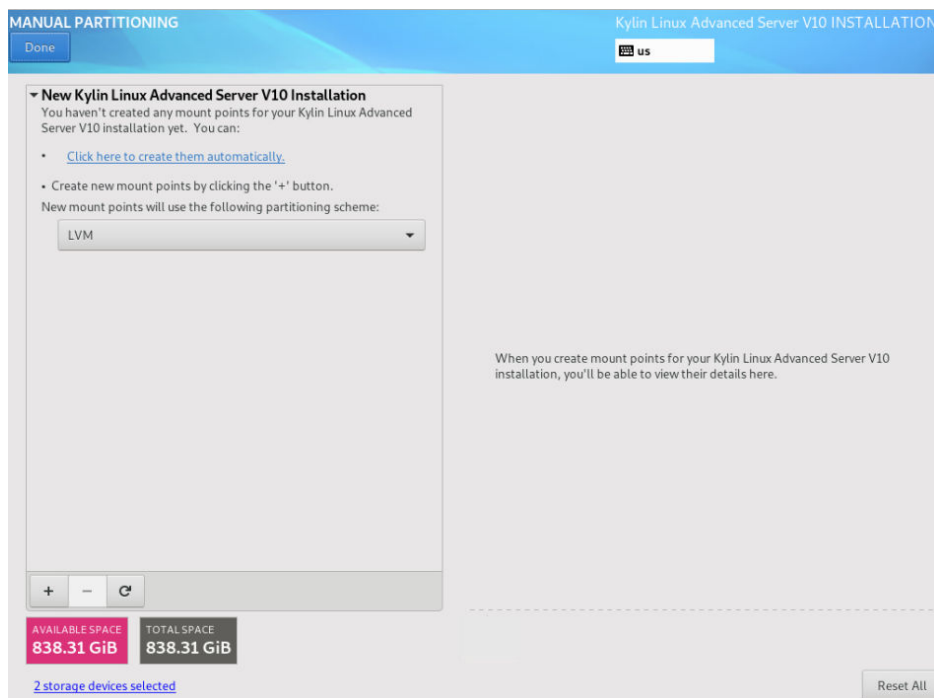 MANUAL PARTITIONING
Kylin Linux Advanced Server V10 INSTALLATION
Done
us
New Kylin Linux Advanced Server V10 Installation
You haven't created any mount points for your Kylin Linux Advanced
Server V10 installation yet. You can:
• Click here to create them automatically.
• Create new mount points by clicking the '+' button.
New mount points will use the following partitioning scheme:
LVM
When you create mount points for your Kylin Linux Advanced Server V10
installation, you'll be able to view their details here.
+ −
AVAILABLE SPACE
838.31 GiB
TOTAL SPACE
838.31 GiB
2 storage devices selected
Reset All